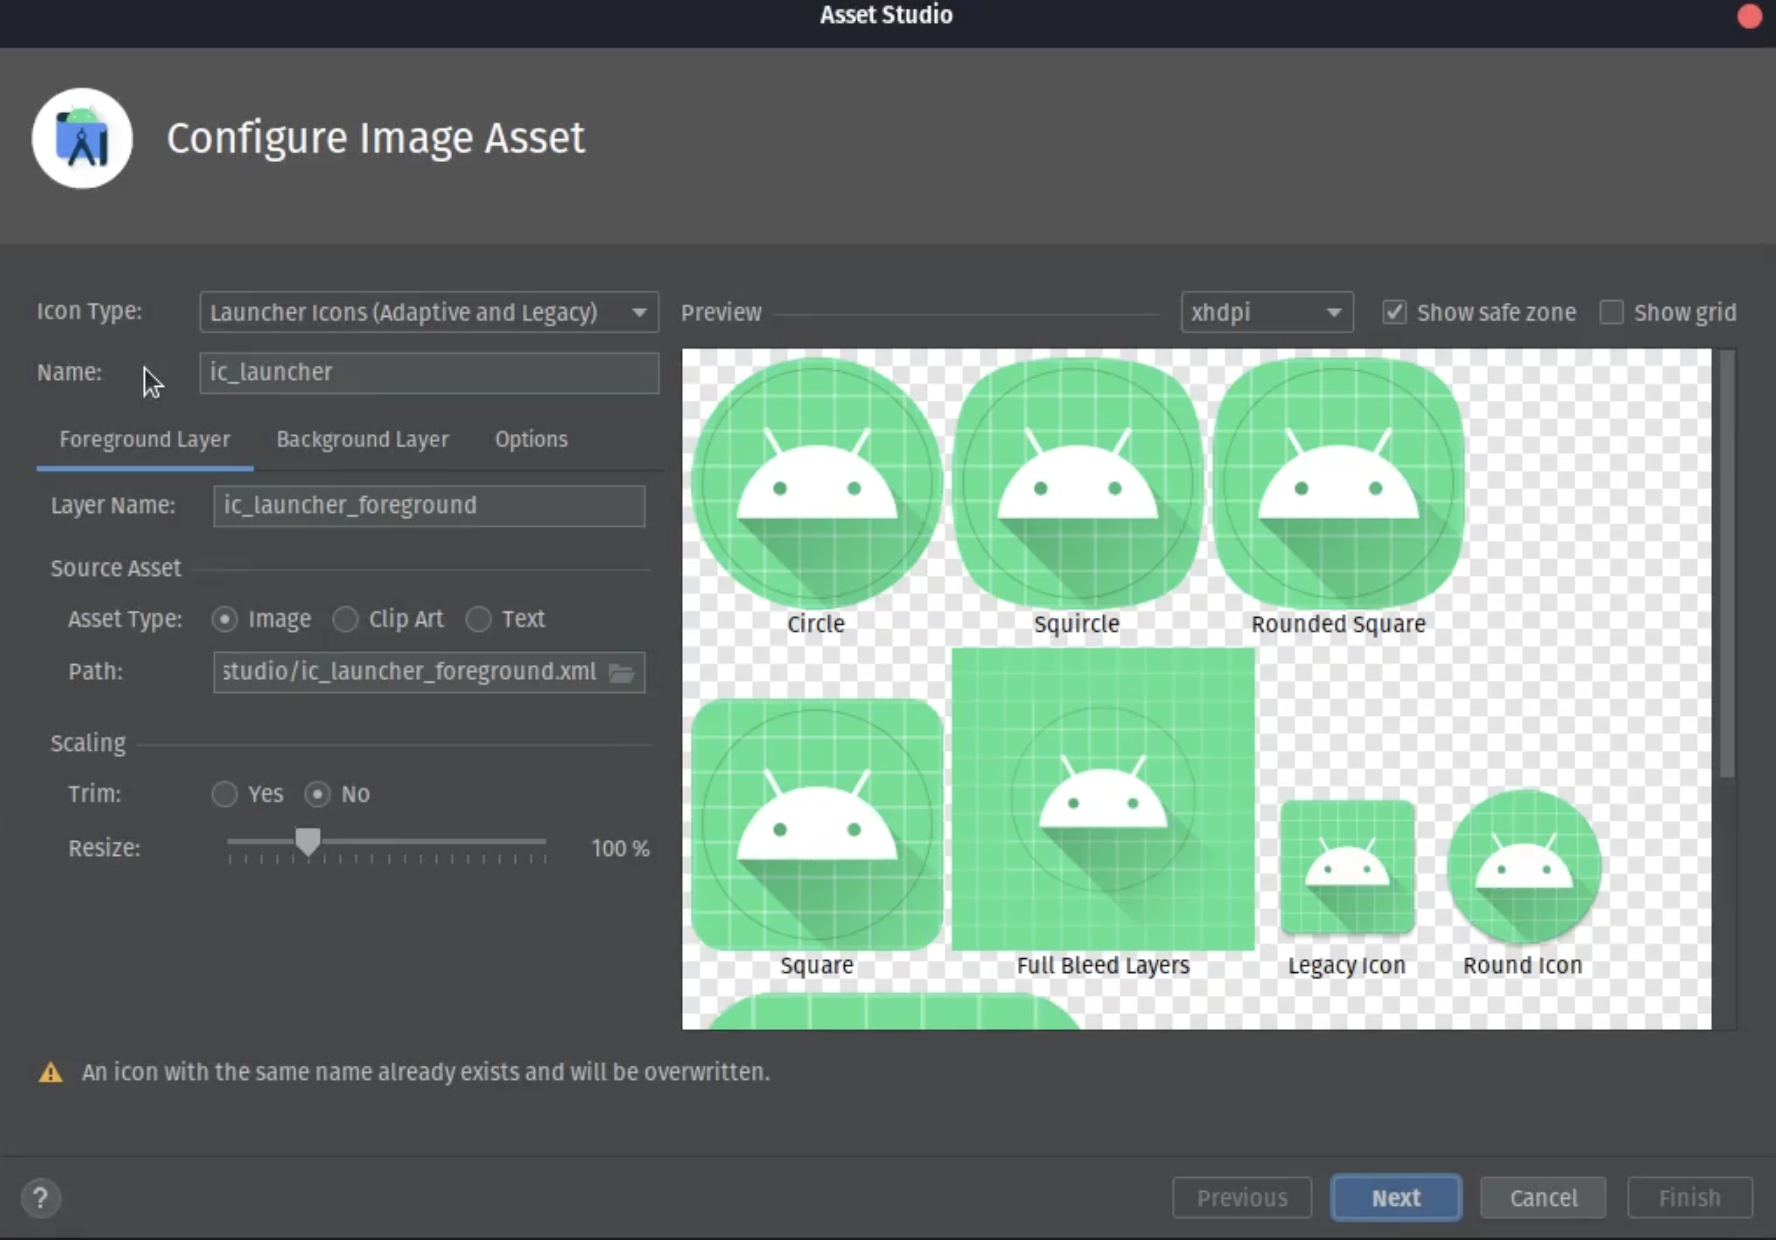 Asset Studio
Configure Image Asset
Icon Type: Launcher Icons (Adaptive and Legacy)
Preview xhdpi Show safe zone Show grid
Name: ic_launcher
Foreground Layer Background Layer Options
Layer Name: ic_launcher_foreground
Source Asset
Asset Type: Image Clip Art Text
Path: studio/ic_launcher_foreground.xml
Scaling
Trim: Yes No
Resize: 100 %
Circle Squircle Rounded Square
Square Full Bleed Layers Legacy Icon Round Icon
An icon with the same name already exists and will be overwritten.
? Previous Next Cancel Finish